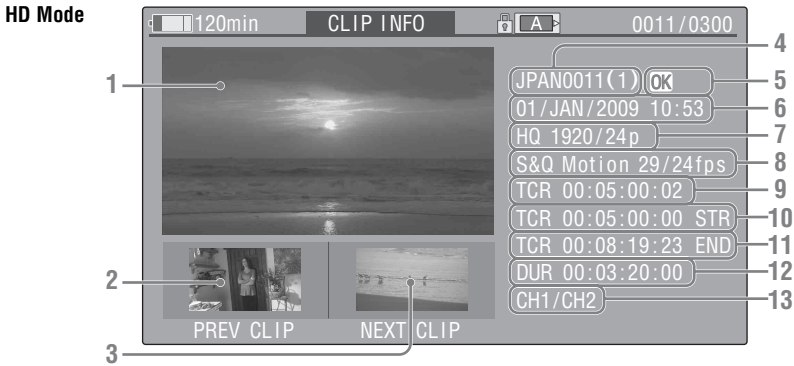 HD Mode
120min CLIP INFO A 0011/0300
4
1
JPAN0011(1) OK 5
01/JAN/2009 10:53 6
HQ 1920/24p 7
S&Q Motion 29/24fps 8
TCR 00:05:00:02 9
TCR 00:05:00:00 STR 10
TCR 00:08:19:23 END 11
2
DUR 00:03:20:00 12
CH1/CH2 13
PREV CLIP NEXT CLIP
3